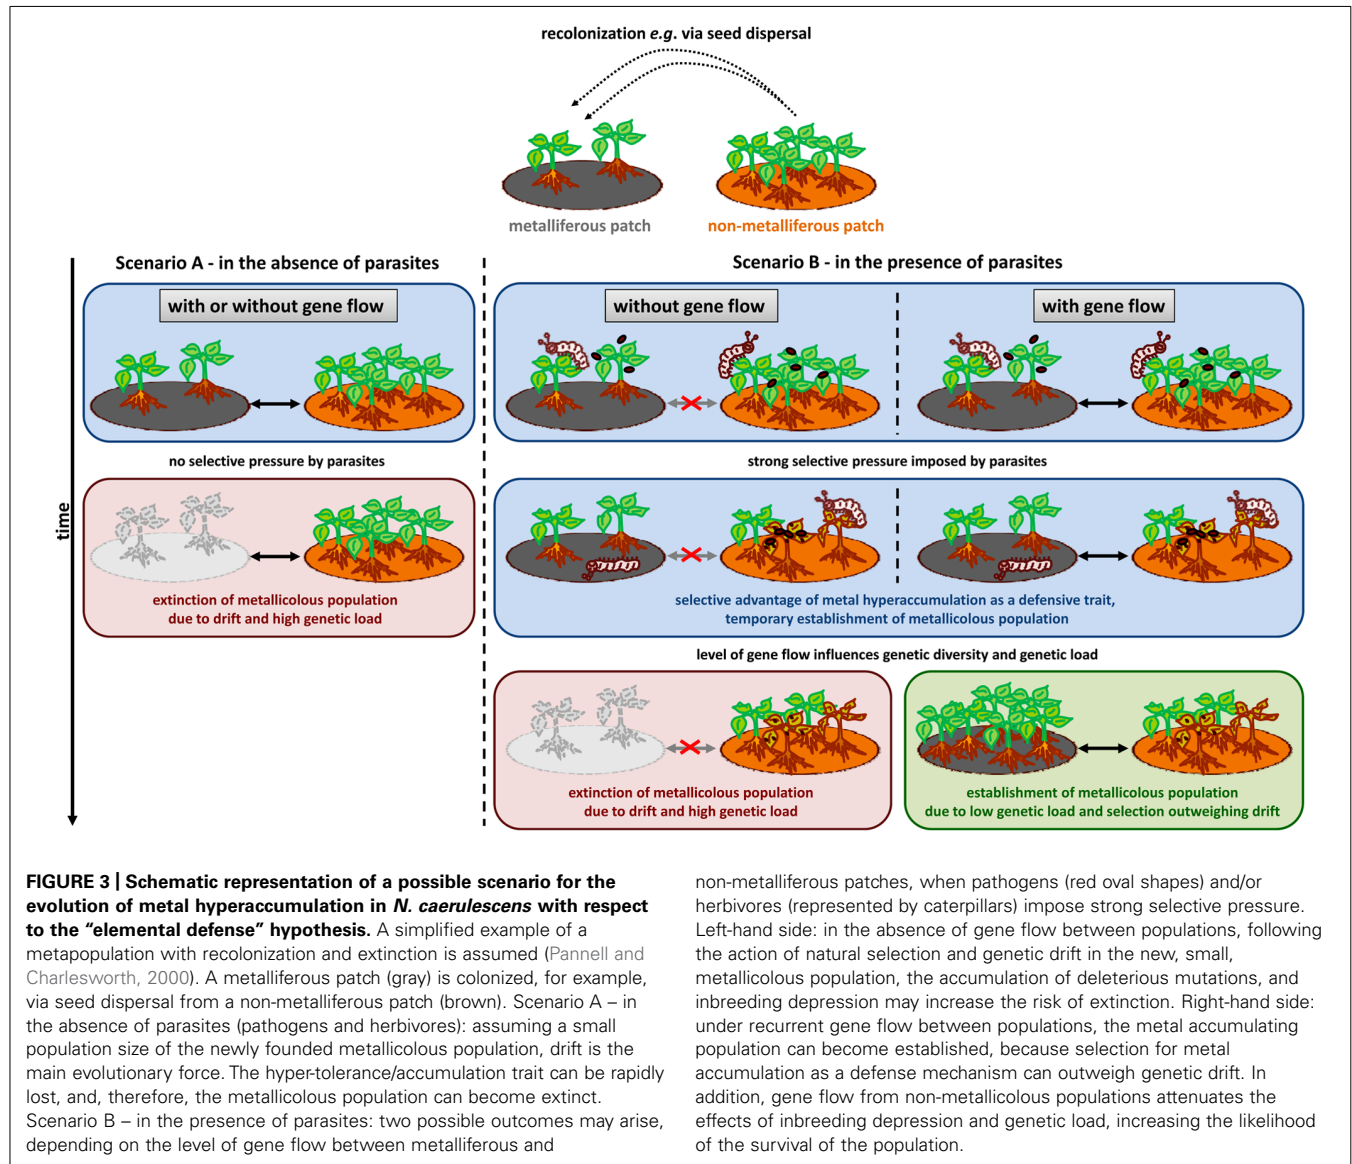 recolonization e.g. via seed dispersal
metalliferous patch
non-metalliferous patch
Scenario A - in the absence of parasites
Scenario B - in the presence of parasites
with or without gene flow
without gene flow
with gene flow
no selective pressure by parasites
strong selective pressure imposed by parasites
time
extinction of metallicolous population
due to drift and high genetic load
selective advantage of metal hyperaccumulation as a defensive trait,
temporary establishment of metallicolous population
level of gene flow influences genetic diversity and genetic load
extinction of metallicolous population
due to drift and high genetic load
establishment of metallicolous population
due to low genetic load and selection outweighing drift
FIGURE 3 | Schematic representation of a possible scenario for the
evolution of metal hyperaccumulation in N. caerulescens with respect
to the “elemental defense” hypothesis. A simplified example of a
metapopulation with recolonization and extinction is assumed (Pannell and
Charlesworth, 2000). A metalliferous patch (gray) is colonized, for example,
via seed dispersal from a non-metalliferous patch (brown). Scenario A – in
the absence of parasites (pathogens and herbivores): assuming a small
population size of the newly founded metallicolous population, drift is the
main evolutionary force. The hyper-tolerance/accumulation trait can be rapidly
lost, and, therefore, the metallicolous population can become extinct.
Scenario B – in the presence of parasites: two possible outcomes may arise,
depending on the level of gene flow between metalliferous and
non-metalliferous patches, when pathogens (red oval shapes) and/or
herbivores (represented by caterpillars) impose strong selective pressure.
Left-hand side: in the absence of gene flow between populations, following
the action of natural selection and genetic drift in the new, small,
metallicolous population, the accumulation of deleterious mutations, and
inbreeding depression may increase the risk of extinction. Right-hand side:
under recurrent gene flow between populations, the metal accumulating
population can become established, because selection for metal
accumulation as a defense mechanism can outweigh genetic drift. In
addition, gene flow from non-metallicolous populations attenuates the
effects of inbreeding depression and genetic load, increasing the likelihood
of the survival of the population.